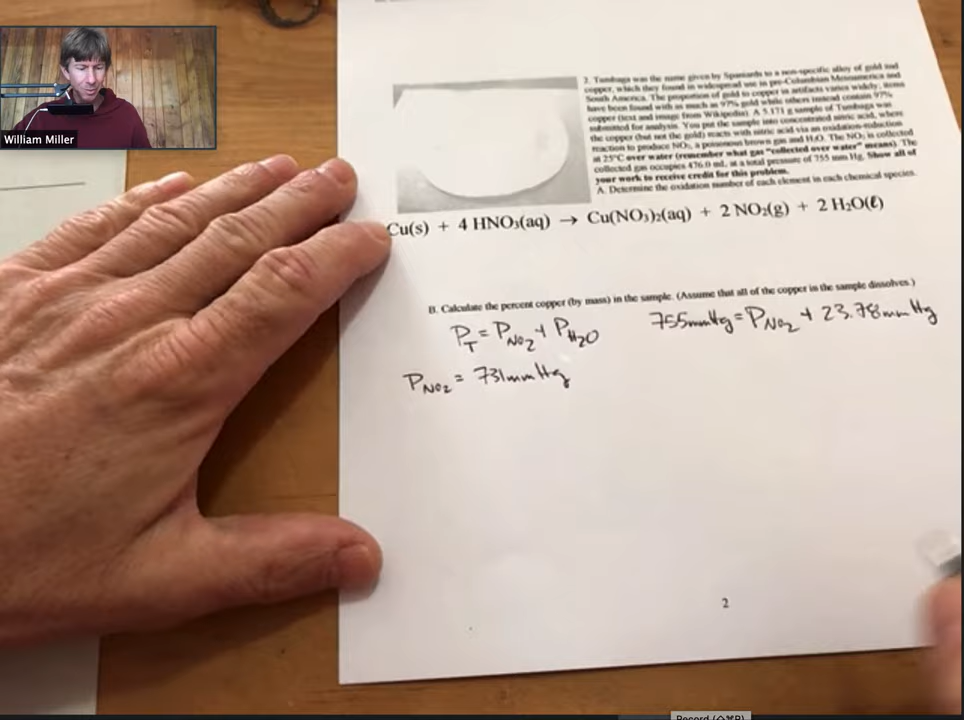 William Miller
3. Tumbaga was the name given by Spaniards to a non-specific alloy of gold and
copper, which they found in widespread use in pre-Columbian Mesoamerica and
South America. The proportion of gold to copper in artifacts varies widely; items
have been found with as much as 97% gold while others instead contain 97%
copper (text and image from Wikipedia). A 5.171 g sample of Tumbaga was
submitted for analysis. You put the sample into concentrated nitric acid, where
the copper (but not the gold) reacts with nitric acid via an oxidation-reduction
reaction to produce NO₂, a poisonous brown gas and H₂O. The NO₂ is collected
at 25°C over water (remember what gas "collected over water" means). The
collected gas occupies 476.0 mL at a total pressure of 755 mm Hg. Show all of
your work to receive credit for this problem.
A. Determine the oxidation number of each element in each chemical species.
Cu(s) + 4 HNO₃(aq) → Cu(NO₃)₂(aq) + 2 NO₂(g) + 2 H₂O(ℓ)
B. Calculate the percent copper (by mass) in the sample. (Assume that all of the copper in the sample dissolves.)
P_T = P_NO₂ + P_H₂O 755mmHg = P_NO₂ + 23.78mmHg
P_NO₂ = 731mmHg
2